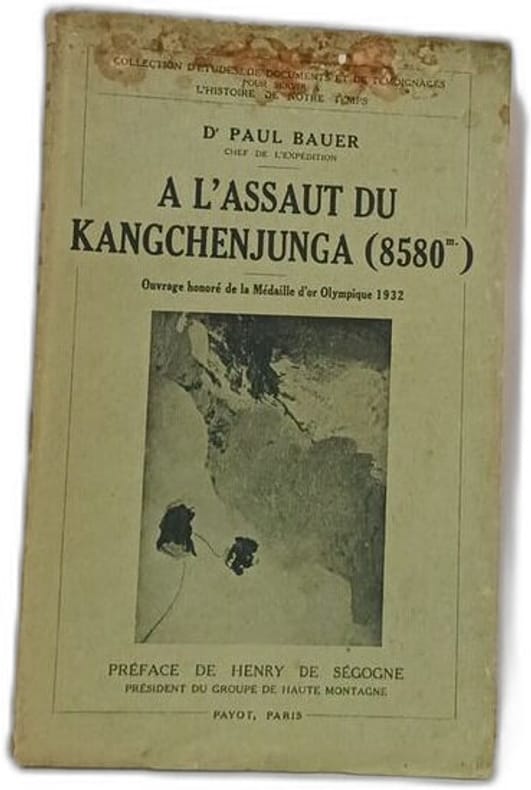 COLLECTION D'ÉTUDES, DE DOCUMENTS ET DE TÉMOIGNAGES
POUR SERVIR A
L'HISTOIRE DE NOTRE TEMPS
Dr PAUL BAUER
CHEF DE L'EXPÉDITION
A L'ASSAUT DU
KANGCHENJUNGA (8580m.)
Ouvrage honoré de la Médaille d'or Olympique 1932
PRÉFACE DE HENRY DE SÉGOGNE
PRÉSIDENT DU GROUPE DE HAUTE MONTAGNE
PAYOT, PARIS